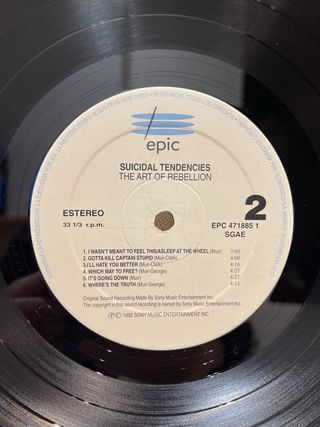 epic
SUICIDAL TENDENCIES
THE ART OF REBELLION
ESTEREO
33 1/3 r.p.m.
2
EPC 471885 1
SGAE
1. I WASN'T MEANT TO FEEL THIS/ASLEEP AT THE WHEEL (Muir) 7:05
2. GOTTA KILL CAPTAIN STUPID (Muir-Clark) 4:06
3. I'LL HATE YOU BETTER (Muir-Clark) 4:16
4. WHICH WAY TO FREE? (Muir-George) 4:27
5. IT'S GOING DOWN (Muir-George) 4:27
6. WHERE'S THE TRUTH (Muir-George) 4:13
Original Sound Recording Made By Sony Music Entertainment Inc.
The copyright in this sound recording is owned by Sony Music Entertainment Inc.
℗ © 1992 SONY MUSIC ENTERTAINMENT INC